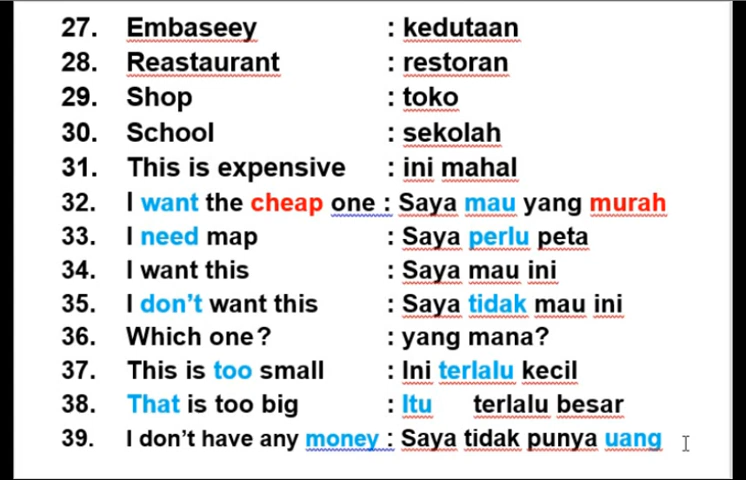 27. Embaseey : kedutaan
28. Reastaurant : restoran
29. Shop : toko
30. School : sekolah
31. This is expensive : ini mahal
32. I want the cheap one : Saya mau yang murah
33. I need map : Saya perlu peta
34. I want this : Saya mau ini
35. I don’t want this : Saya tidak mau ini
36. Which one? : yang mana?
37. This is too small : Ini terlalu kecil
38. That is too big : Itu terlalu besar
39. I don’t have any money : Saya tidak punya uang